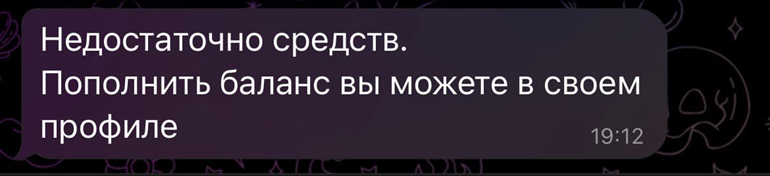 Недостаточно средств.
Пополнить баланс вы можете в своем
профиле
19:12